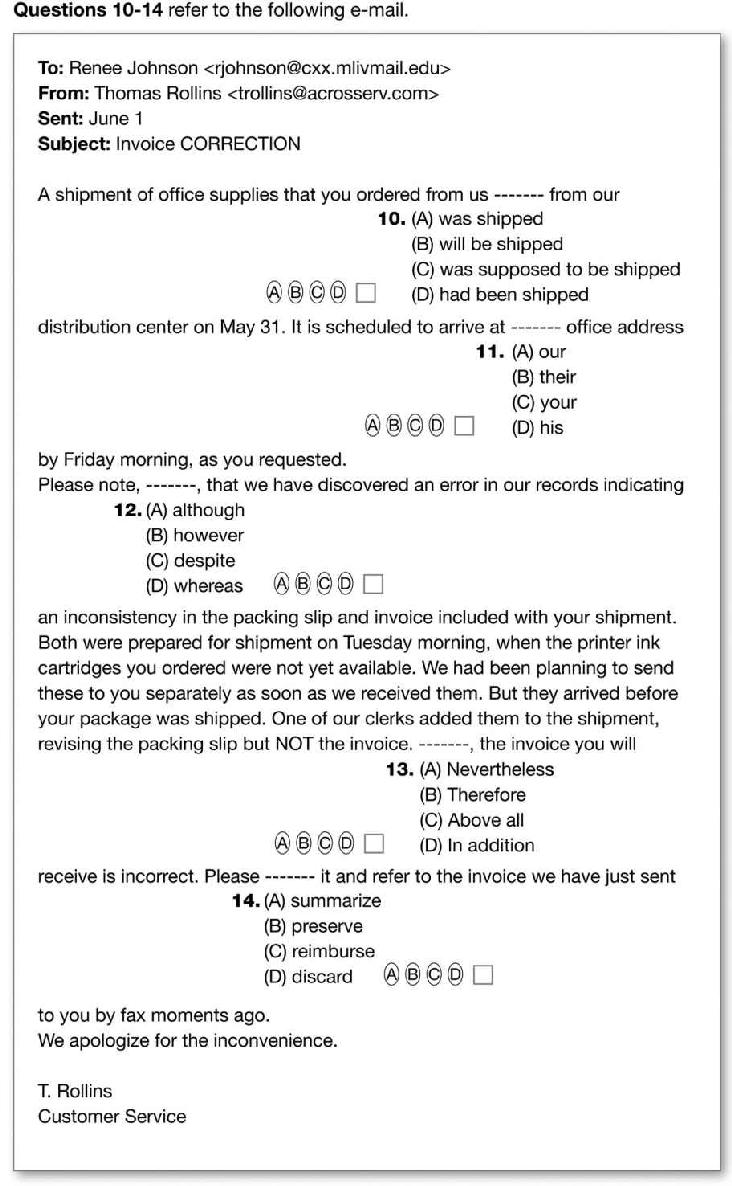 Questions 10-14 refer to the following e-mail.
To: Renee Johnson <rjohnson@cxx.mlivmail.edu>
From: Thomas Rollins <trollins@acrosserv.com>
Sent: June 1
Subject: Invoice CORRECTION
A shipment of office supplies that you ordered from us ------- from our
10. (A) was shipped
(B) will be shipped
(C) was supposed to be shipped
A B C D (D) had been shipped
distribution center on May 31. It is scheduled to arrive at ------- office address
11. (A) our
(B) their
(C) your
A B C D (D) his
by Friday morning, as you requested.
Please note, -------, that we have discovered an error in our records indicating
12. (A) although
(B) however
(C) despite
(D) whereas A B C D
an inconsistency in the packing slip and invoice included with your shipment.
Both were prepared for shipment on Tuesday morning, when the printer ink
cartridges you ordered were not yet available. We had been planning to send
these to you separately as soon as we received them. But they arrived before
your package was shipped. One of our clerks added them to the shipment,
revising the packing slip but NOT the invoice. -------, the invoice you will
13. (A) Nevertheless
(B) Therefore
(C) Above all
A B C D (D) In addition
receive is incorrect. Please ------- it and refer to the invoice we have just sent
14. (A) summarize
(B) preserve
(C) reimburse
(D) discard A B C D
to you by fax moments ago.
We apologize for the inconvenience.
T. Rollins
Customer Service